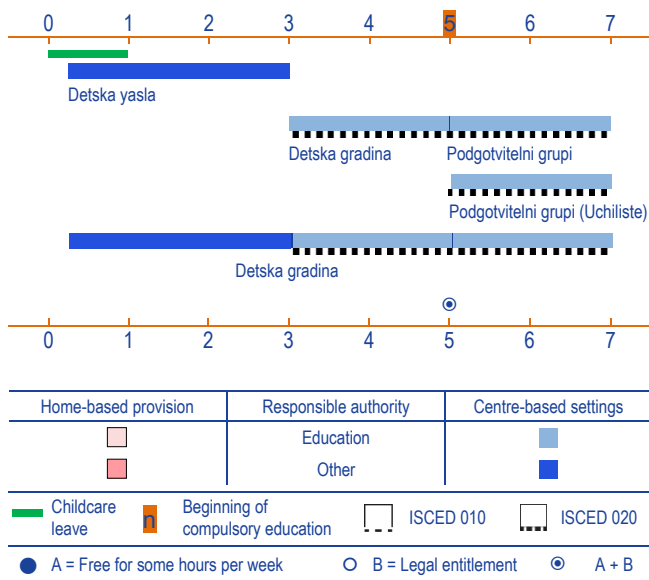 0 1 2 3 4 5 6 7
Detska yasla
Detska gradina Podgotvitelni grupi
Podgotvitelni grupi (Uchiliste)
Detska gradina
0 1 2 3 4 5 6 7
Home-based provision Responsible authority Centre-based settings
Education
Other
Childcare leave
n Beginning of compulsory education
ISCED 010
ISCED 020
A = Free for some hours per week B = Legal entitlement A + B